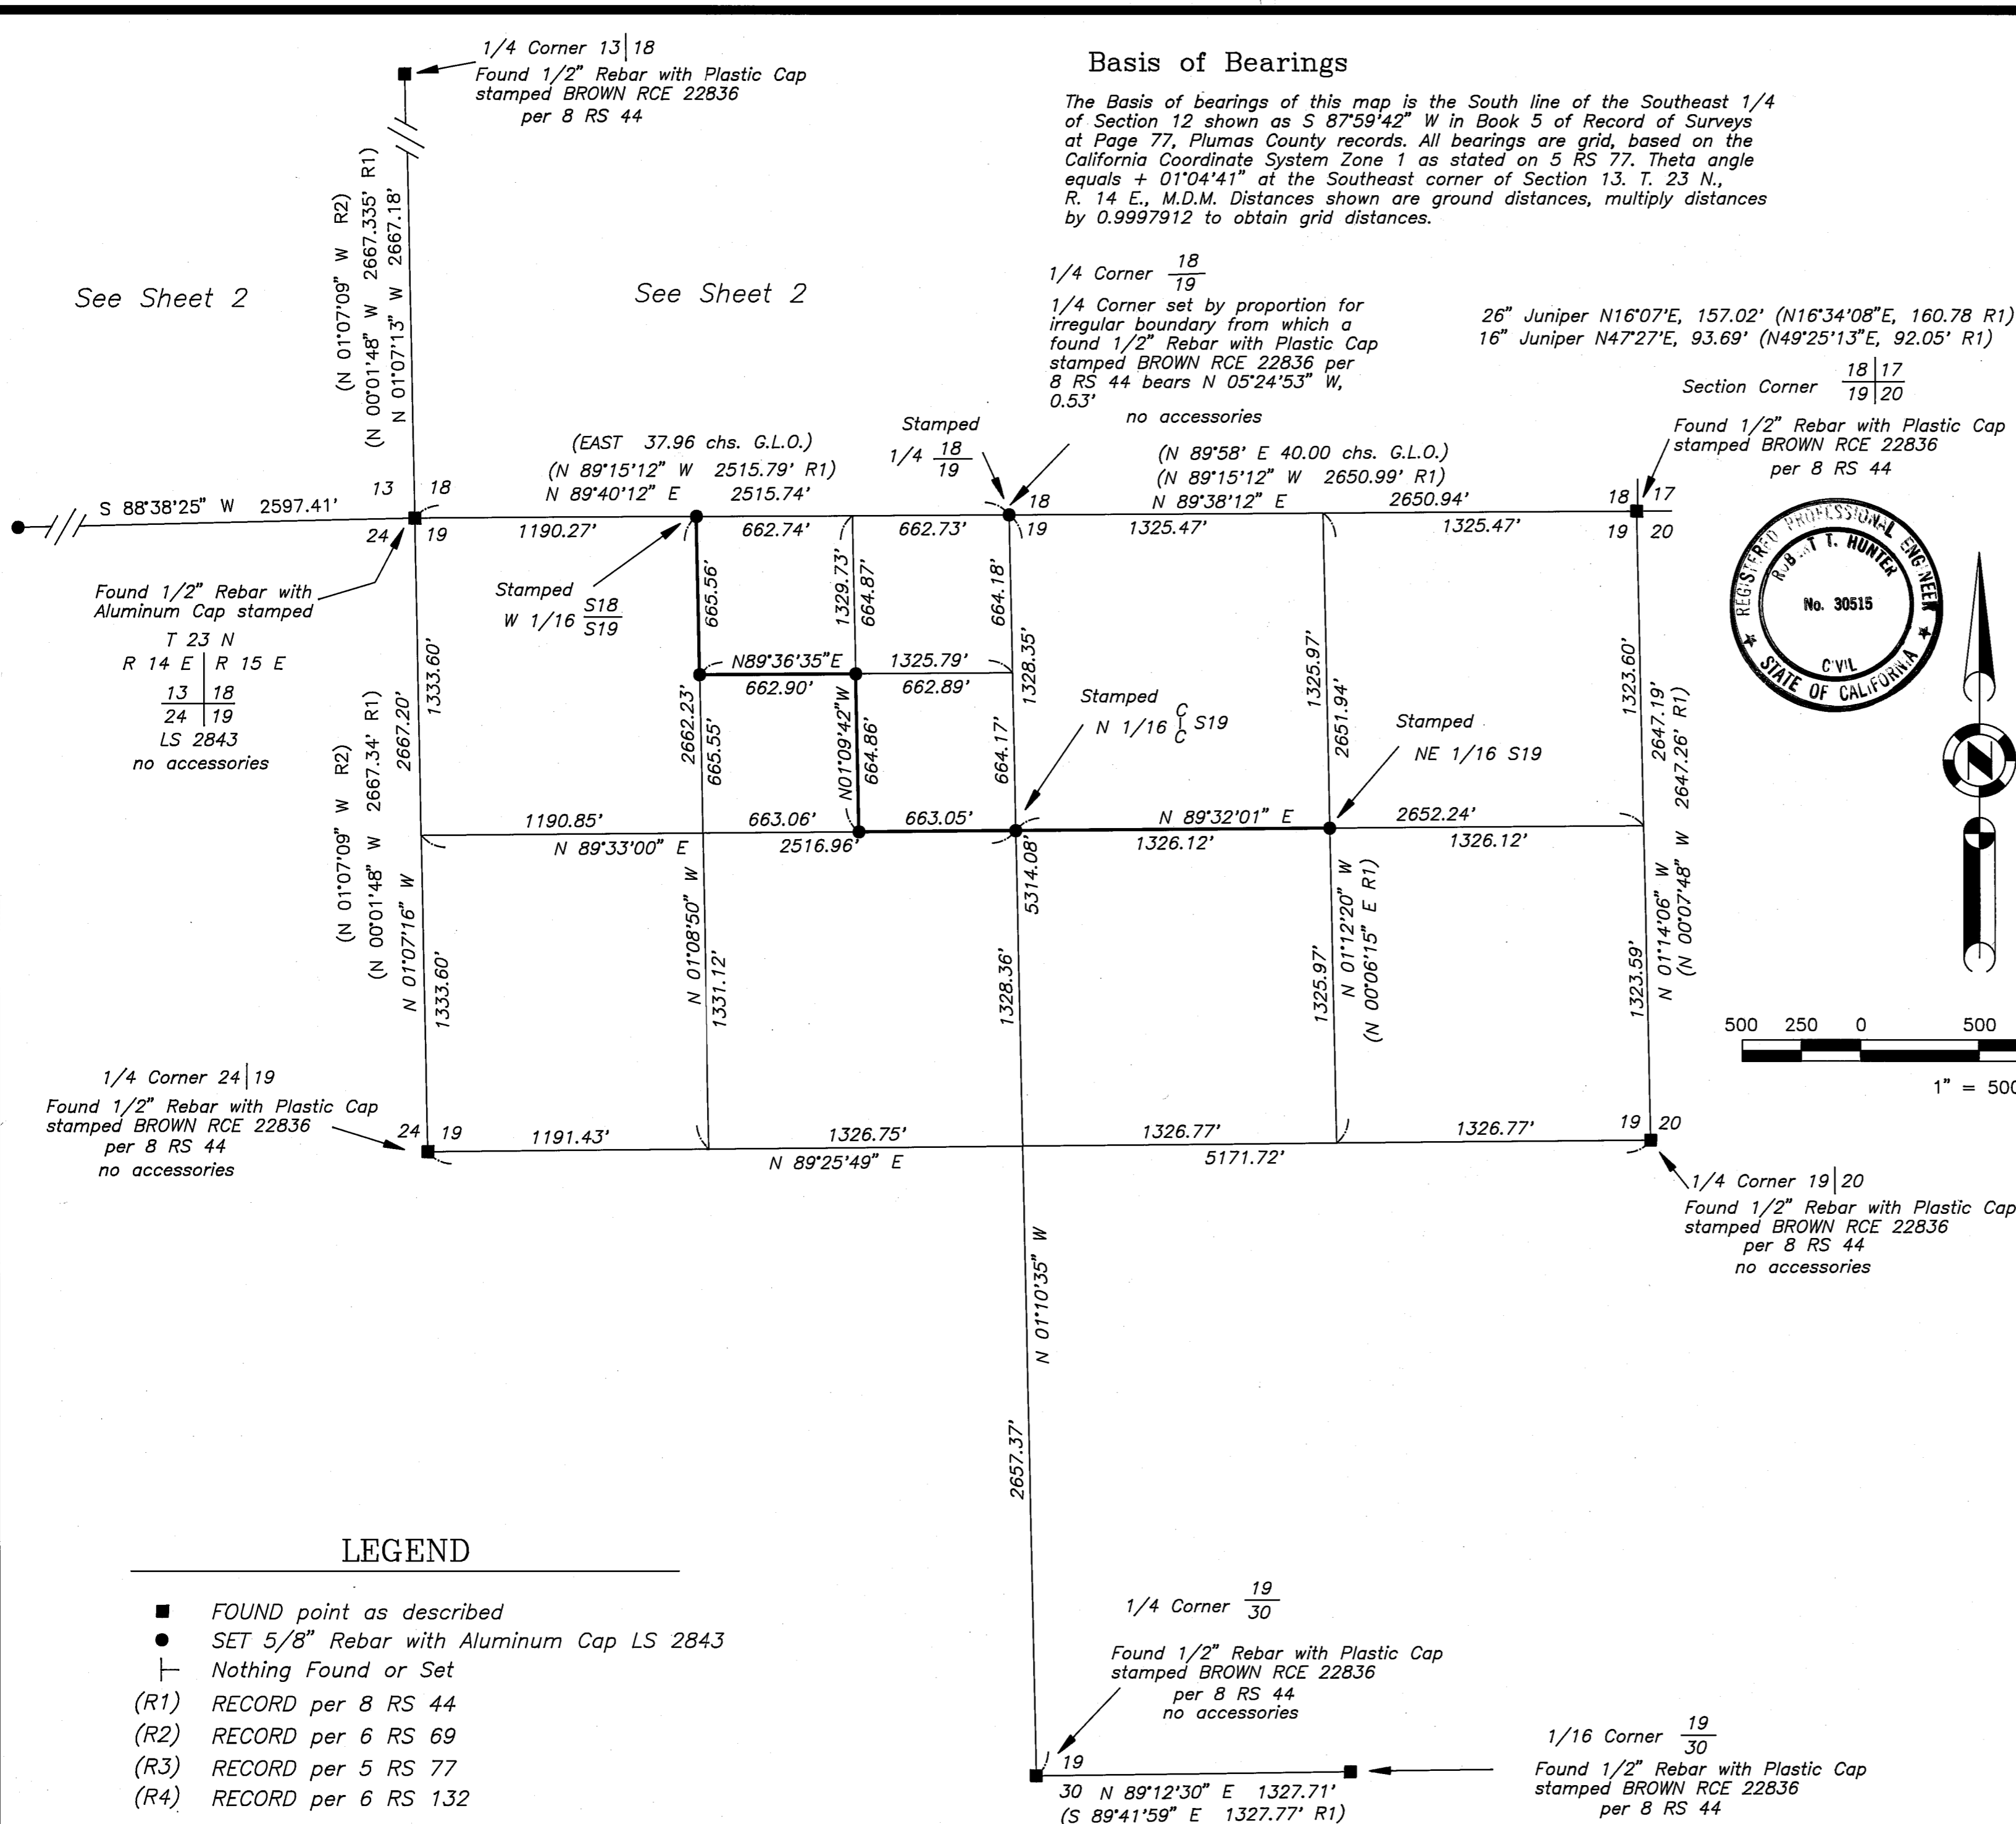 1/4 Corner 13|18
Found 1/2" Rebar with Plastic Cap
stamped BROWN RCE 22836
per 8 RS 44
Basis of Bearings
The Basis of bearings of this map is the South line of the Southeast 1/4
of Section 12 shown as S 87°59'42" W in Book 5 of Record of Surveys
at Page 77, Plumas County records. All bearings are grid, based on the
California Coordinate System Zone 1 as stated on 5 RS 77. Theta angle
equals + 01°04'41" at the Southeast corner of Section 13. T. 23 N.,
R. 14 E., M.D.M. Distances shown are ground distances, multiply distances
by 0.9997912 to obtain grid distances.
(N 01°07'09" W R2)
(N 00°01'48" W 2667.335' R1)
N 01°07'13" W 2667.18'
See Sheet 2
See Sheet 2
1/4 Corner 18
19
1/4 Corner set by proportion for
irregular boundary from which a
found 1/2" Rebar with Plastic Cap
stamped BROWN RCE 22836 per
8 RS 44 bears N 05°24'53" W,
0.53'
no accessories
26" Juniper N16°07'E, 157.02' (N16°34'08"E, 160.78 R1)
16" Juniper N47°27'E, 93.69' (N49°25'13"E, 92.05' R1)
Section Corner 18|17
19|20
Found 1/2" Rebar with Plastic Cap
stamped BROWN RCE 22836
per 8 RS 44
Stamped
1/4 18
19
(EAST 37.96 chs. G.L.O.)
(N 89°15'12" W 2515.79' R1)
N 89°40'12" E 2515.74'
(N 89°58' E 40.00 chs. G.L.O.)
(N 89°15'12" W 2650.99' R1)
N 89°38'12" E 2650.94'
S 88°38'25" W 2597.41'
13 18
24 19
1190.27' 662.74' 662.73'
18
19
1325.47' 1325.47'
18 17
19 20
Found 1/2" Rebar with
Aluminum Cap stamped
T 23 N
R 14 E | R 15 E
13 | 18
24 | 19
LS 2843
no accessories
Stamped
W 1/16 S18
S19
665.56'
1329.73'
664.87'
664.18'
1328.35'
1325.97'
2651.94'
1323.60'
2647.19'
(N 00°07'48" W 2647.26' R1)
REGISTERED PROFESSIONAL ENGINEER
ROBERT T. HUNTER
No. 30515
CIVIL
STATE OF CALIFORNIA
N
N89°36'35"E 1325.79'
662.90' 662.89'
1333.60'
2667.20'
(N 01°07'09" W R2)
(N 00°01'48" W 2667.34' R1)
N 01°07'16" W
1333.60'
2662.23'
665.55'
N01°09'42"W
664.86'
664.17'
Stamped
N 1/16 C
C S19
Stamped
NE 1/16 S19
1190.85' 663.06' 663.05'
N 89°33'00" E 2516.96'
N 89°32'01" E 2652.24'
1326.12' 1326.12'
N 01°08'50" W
1331.12'
5314.08'
1328.36'
N 01°12'20" W
(N 00°06'15" E R1)
1325.97'
N 01°14'06" W
1323.59'
500 250 0 500
1" = 500
1/4 Corner 24|19
Found 1/2" Rebar with Plastic Cap
stamped BROWN RCE 22836
per 8 RS 44
no accessories
24 19
1191.43' 1326.75' 1326.77' 1326.77'
N 89°25'49" E 5171.72'
19 20
1/4 Corner 19|20
Found 1/2" Rebar with Plastic Cap
stamped BROWN RCE 22836
per 8 RS 44
no accessories
N 01°10'35" W
2657.37'
LEGEND
FOUND point as described
SET 5/8" Rebar with Aluminum Cap LS 2843
Nothing Found or Set
(R1) RECORD per 8 RS 44
(R2) RECORD per 6 RS 69
(R3) RECORD per 5 RS 77
(R4) RECORD per 6 RS 132
1/4 Corner 19
30
Found 1/2" Rebar with Plastic Cap
stamped BROWN RCE 22836
per 8 RS 44
no accessories
19
30 N 89°12'30" E 1327.71'
(S 89°41'59" E 1327.77' R1)
1/16 Corner 19
30
Found 1/2" Rebar with Plastic Cap
stamped BROWN RCE 22836
per 8 RS 44